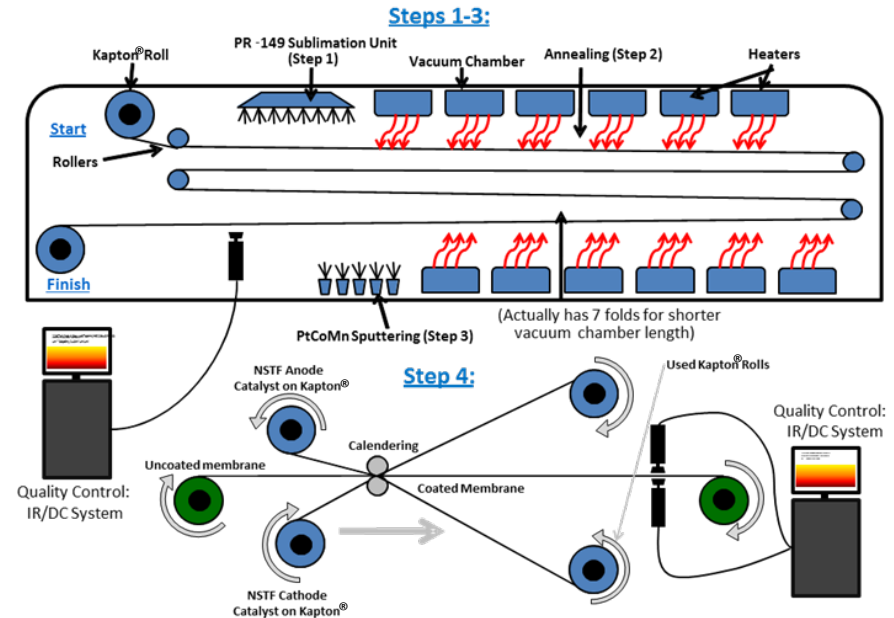 Steps 1-3:
Kapton® Roll
PR -149 Sublimation Unit
(Step 1)
Vacuum Chamber
Annealing (Step 2)
Heaters
Start
Rollers
Finish
PtCoMn Sputtering (Step 3)
(Actually has 7 folds for shorter
vacuum chamber length)
Step 4:
NSTF Anode
Catalyst on Kapton®
Used Kapton® Rolls
Calendering
Quality Control:
IR/DC System
Uncoated membrane
Coated Membrane
Quality Control:
IR/DC System
NSTF Cathode
Catalyst on Kapton®